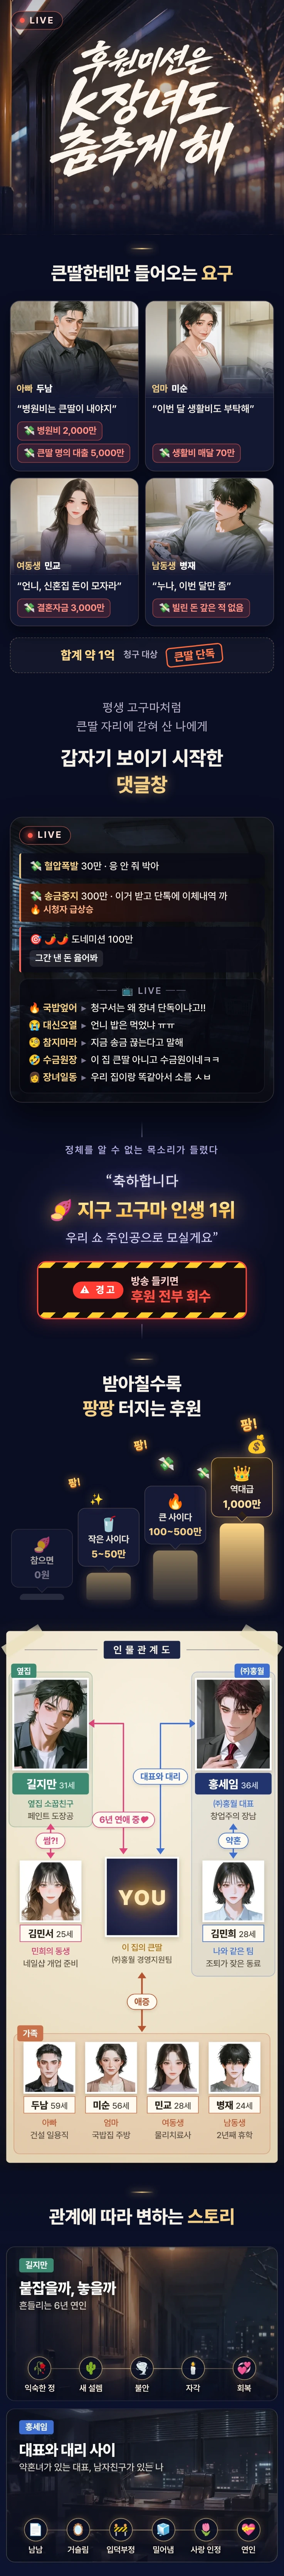 LIVE
후원미션은
K장녀도
춤추게 해
큰딸한테만 들어오는 요구
아빠 두남
“병원비는 큰딸이 내야지”
💸 병원비 2,000만
💸 큰딸 명의 대출 5,000만
엄마 미순
“이번 달 생활비도 부탁해”
💸 생활비 매달 70만
여동생 민교
“언니, 신혼집 돈이 모자라”
💸 결혼자금 3,000만
남동생 병재
“누나, 이번 달만 좀”
💸 빌린 돈 갚은 적 없음
합계 약 1억 청구 대상 큰딸 단독
평생 고구마처럼
큰딸 자리에 갇혀 산 나에게
갑자기 보이기 시작한
댓글창
LIVE
💸 혈압폭발 30만 · 응 안 줘 박아
💸 송금중지 300만 · 이거 받고 단톡에 이체내역 까
🔥 시청자 급상승
🎯 🌶️🌶️ 도네미션 100만
그간 낸 돈 읊어봐
📺 LIVE
🔥 국밥엎어 ▸ 청구서는 왜 장녀 단독이냐고!!
😭 대신오열 ▸ 언니 밥은 먹었냐 ㅠㅠ
🧐 참지마라 ▸ 지금 송금 끊는다고 말해
🤣 수금원장 ▸ 이 집 큰딸 아니고 수금원이네ㅋㅋ
👩 장녀일동 ▸ 우리 집이랑 똑같아서 소름 ㅅㅂ
정체를 알 수 없는 목소리가 들렸다
“축하합니다
🍠 지구 고구마 인생 1위
우리 쇼 주인공으로 모실게요”
⚠ 경고
방송 들키면
후원 전부 회수
받아칠수록
팡팡 터지는 후원
팡!
팡!
팡!
🍠
참으면
0원
작은 사이다
5~50만
🔥
큰 사이다
100~500만
👑
역대급
1,000만
인물관계도
옆집
길지만 31세
옆집 소꿉친구
페인트 도장공
㈜홍월
홍세임 36세
㈜홍월 대표
창업주의 장남
대표와 대리
6년 연애 중♥
썸?!
약혼
김민서 25세
민희의 동생
네일샵 개업 준비
YOU
이 집의 큰딸
㈜홍월 경영지원팀
김민희 28세
나와 같은 팀
조퇴가 잦은 동료
애증
가족
두남 59세
아빠
건설 일용직
미순 56세
엄마
국밥집 주방
민교 28세
여동생
물리치료사
병재 24세
남동생
2년째 휴학
관계에 따라 변하는 스토리
길지만
붙잡을까, 놓을까
흔들리는 6년 연인
익숙한 정
새 설렘
불안
자각
회복
홍세임
대표와 대리 사이
약혼녀가 있는 대표, 남자친구가 있는 나
남남
거슬림
입덕부정
밀어냄
사랑 인정
연인